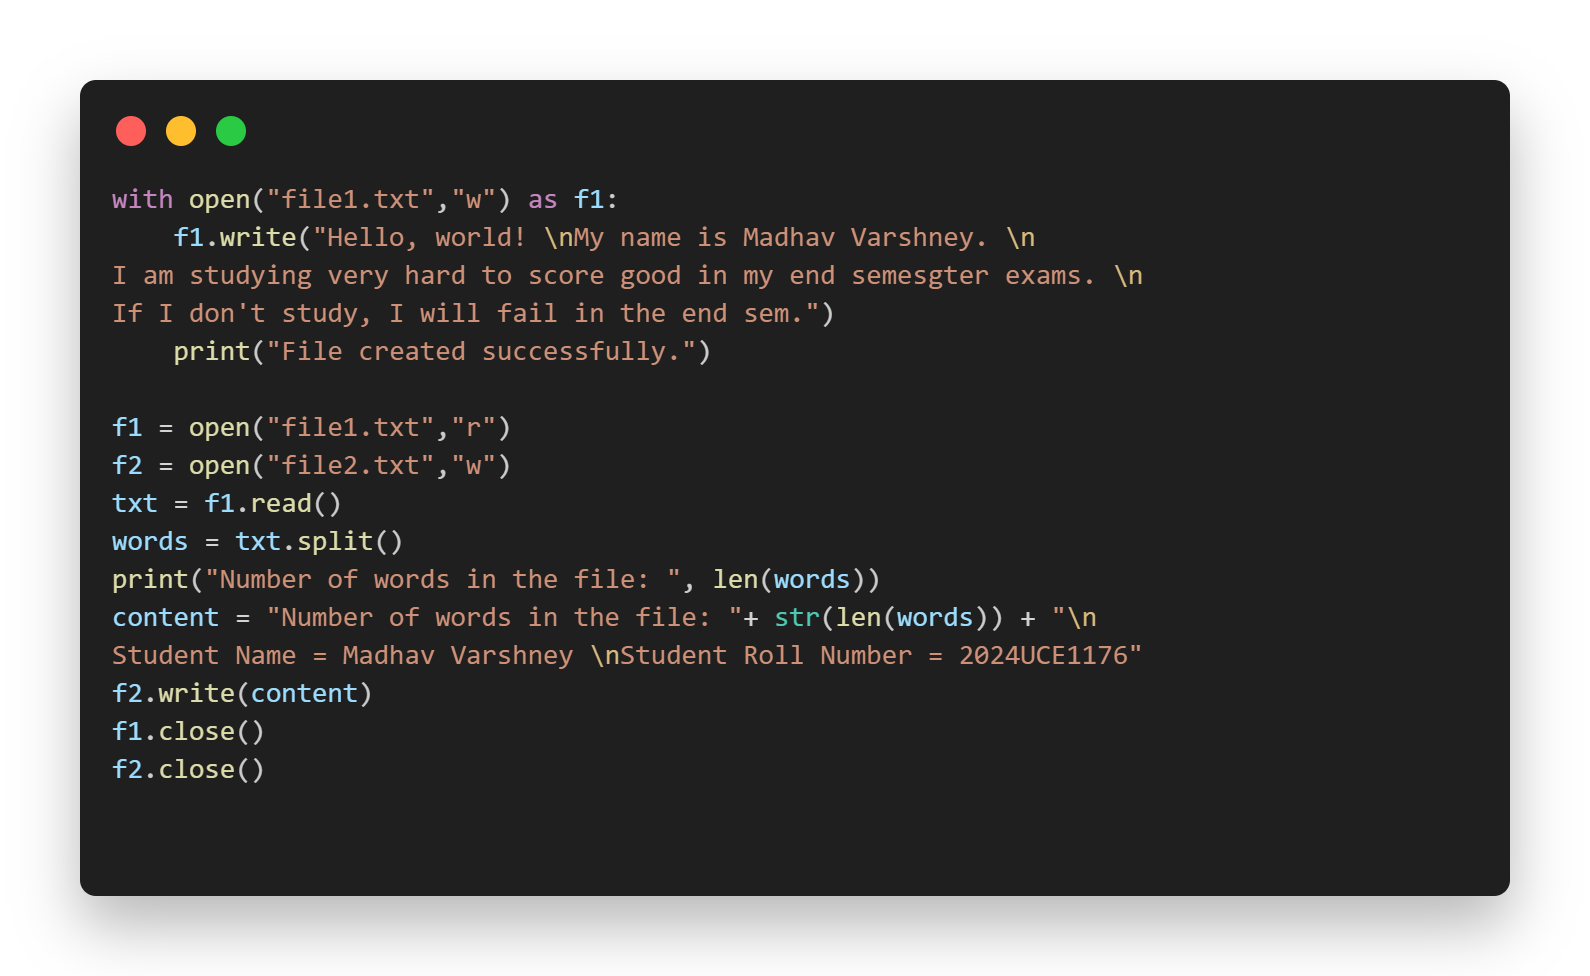 with open("file1.txt","w") as f1:
    f1.write("Hello, world! \nMy name is Madhav Varshney. \n
I am studying very hard to score good in my end semesgter exams. \n
If I don't study, I will fail in the end sem.")
    print("File created successfully.")

f1 = open("file1.txt","r")
f2 = open("file2.txt","w")
txt = f1.read()
words = txt.split()
print("Number of words in the file: ", len(words))
content = "Number of words in the file: "+ str(len(words)) + "\n
Student Name = Madhav Varshney \nStudent Roll Number = 2024UCE1176"
f2.write(content)
f1.close()
f2.close()